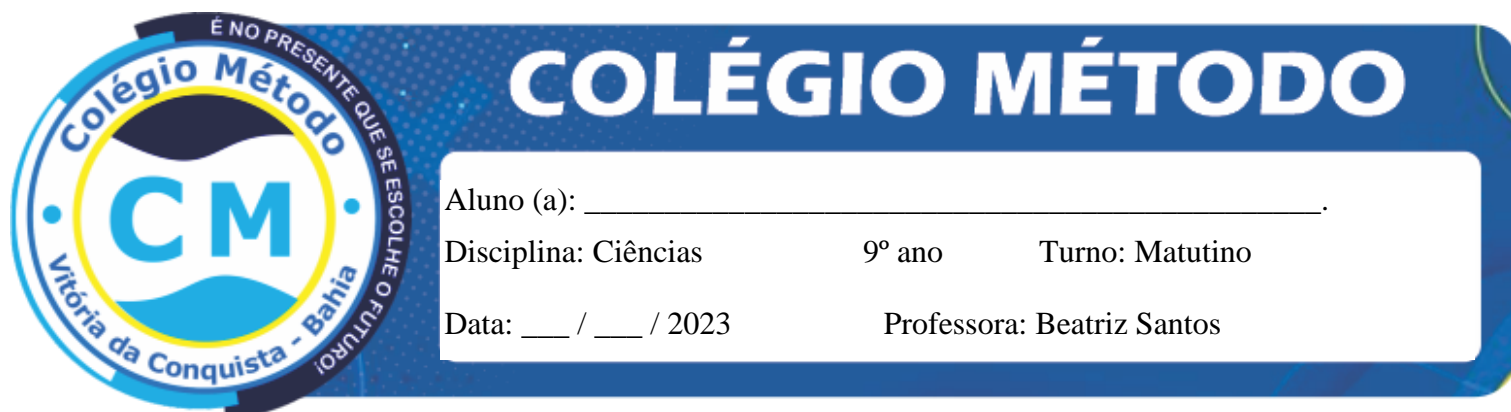 É NO PRESENTE QUE SE ESCOLHE O FUTURO!
Colégio Método
CM
Vitória da Conquista - Bahia
COLÉGIO MÉTODO
Aluno (a): ______________________________________________.
Disciplina: Ciências 9º ano Turno: Matutino
Data: ___ / ___ / 2023 Professora: Beatriz Santos